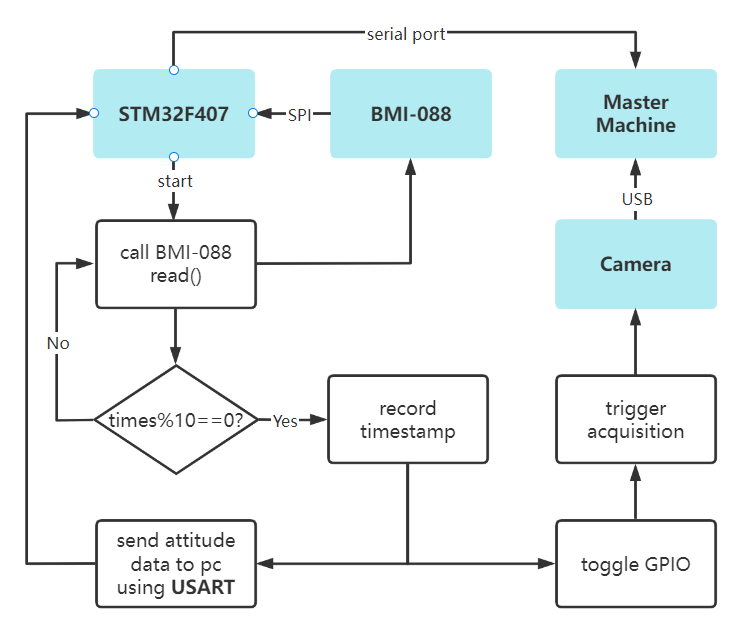 serial port
STM32F407
SPI
BMI-088
Master
Machine
start
USB
call BMI-088
read()
Camera
No
times%10==0?
Yes
record
timestamp
trigger
acquisition
send attitude
data to pc
using USART
toggle GPIO